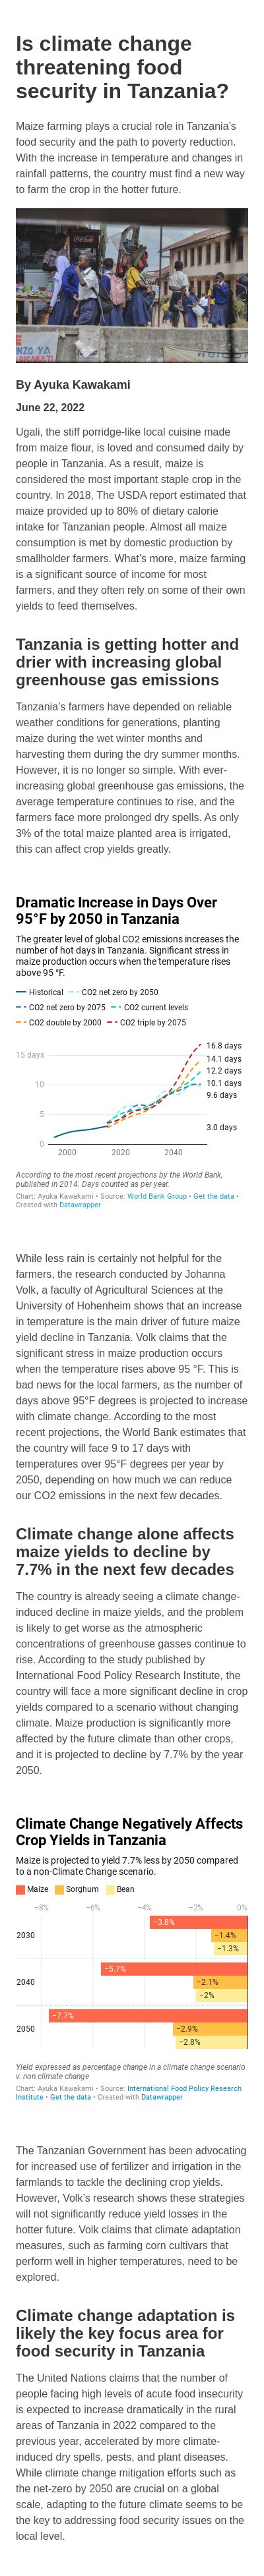 Is climate change
threatening food
security in Tanzania?
Maize farming plays a crucial role in Tanzania's
food security and the path to poverty reduction.
With the increase in temperature and changes in
rainfall patterns, the country must find a new way
to farm the crop in the hotter future.
NZO YA
By Ayuka Kawakami
June 22, 2022
Ugali, the stiff porridge-like local cuisine made
from maize flour, is loved and consumed daily by
people in Tanzania. As a result, maize is
considered the most important staple crop in the
country. In 2018, The USDA report estimated that
maize provided up to 80% of dietary calorie
intake for Tanzanian people. Almost all maize
consumption is met by domestic production by
smallholder farmers. What's more, maize farming
is a significant source of income for most
farmers, and they often rely on some of their own
yields to feed themselves.
Tanzania is getting hotter and
drier with increasing global
greenhouse gas emissions
Tanzania's farmers have depended on reliable
weather conditions for generations, planting
maize during the wet winter months and
harvesting them during the dry summer months.
However, it is no longer so simple. With ever-
increasing global greenhouse gas emissions, the
average temperature continues to rise, and the
farmers face more prolonged dry spells. As only
3% of the total maize planted area is irrigated,
this can affect crop yields greatly.
Dramatic Increase in Days Over
95°F by 2050 in Tanzania
The greater level of global CO2 emissions increases the
number of hot days in Tanzania. Significant stress in
maize production occurs when the temperature rises
above 95 °F.
Historical CO2 net zero by 2050
CO2 net zero by 2075 CO2 current levels
CO2 double by 2000 CO2 triple by 2075
16.8 days
15 days
14.1 days
12.2 days
10
10.1 days
9.6 days
5
3.0 days
0
2000 2020 2040
According to the most recent projections by the World Bank,
published in 2014. Days counted as per year.
Chart: Ayuka Kawakami • Source: World Bank Group • Get the data •
Created with Datawrapper
While less rain is certainly not helpful for the
farmers, the research conducted by Johanna
Volk, a faculty of Agricultural Sciences at the
University of Hohenheim shows that an increase
in temperature is the main driver of future maize
yield decline in Tanzania. Volk claims that the
significant stress in maize production occurs
when the temperature rises above 95 °F. This is
bad news for the local farmers, as the number of
days above 95°F degrees is projected to increase
with climate change. According to the most
recent projections, the World Bank estimates that
the country will face 9 to 17 days with
temperatures over 95°F degrees per year by
2050, depending on how much we can reduce
our CO2 emissions in the next few decades.
Climate change alone affects
maize yields to decline by
7.7% in the next few decades
The country is already seeing a climate change-
induced decline in maize yields, and the problem
is likely to get worse as the atmospheric
concentrations of greenhouse gasses continue to
rise. According to the study published by
International Food Policy Research Institute, the
country will face a more significant decline in crop
yields compared to a scenario without changing
climate. Maize production is significantly more
affected by the future climate than other crops,
and it is projected to decline by 7.7% by the year
2050.
Climate Change Negatively Affects
Crop Yields in Tanzania
Maize is projected to yield 7.7% less by 2050 compared
to a non-Climate Change scenario.
Maize Sorghum Bean
−8% −6% −4% −2% 0%
−3.8%
2030 −1.4%
−1.3%
−5.7%
2040 −2.1%
−2%
−7.7%
2050 −2.9%
−2.8%
Yield expressed as percentage change in a climate change scenario
v. non climate change
Chart: Ayuka Kawakami • Source: International Food Policy Research
Institute • Get the data • Created with Datawrapper
The Tanzanian Government has been advocating
for increased use of fertilizer and irrigation in the
farmlands to tackle the declining crop yields.
However, Volk's research shows these strategies
will not significantly reduce yield losses in the
hotter future. Volk claims that climate adaptation
measures, such as farming corn cultivars that
perform well in higher temperatures, need to be
explored.
Climate change adaptation is
likely the key focus area for
food security in Tanzania
The United Nations claims that the number of
people facing high levels of acute food insecurity
is expected to increase dramatically in the rural
areas of Tanzania in 2022 compared to the
previous year, accelerated by more climate-
induced dry spells, pests, and plant diseases.
While climate change mitigation efforts such as
the net-zero by 2050 are crucial on a global
scale, adapting to the future climate seems to be
the key to addressing food security issues on the
local level.